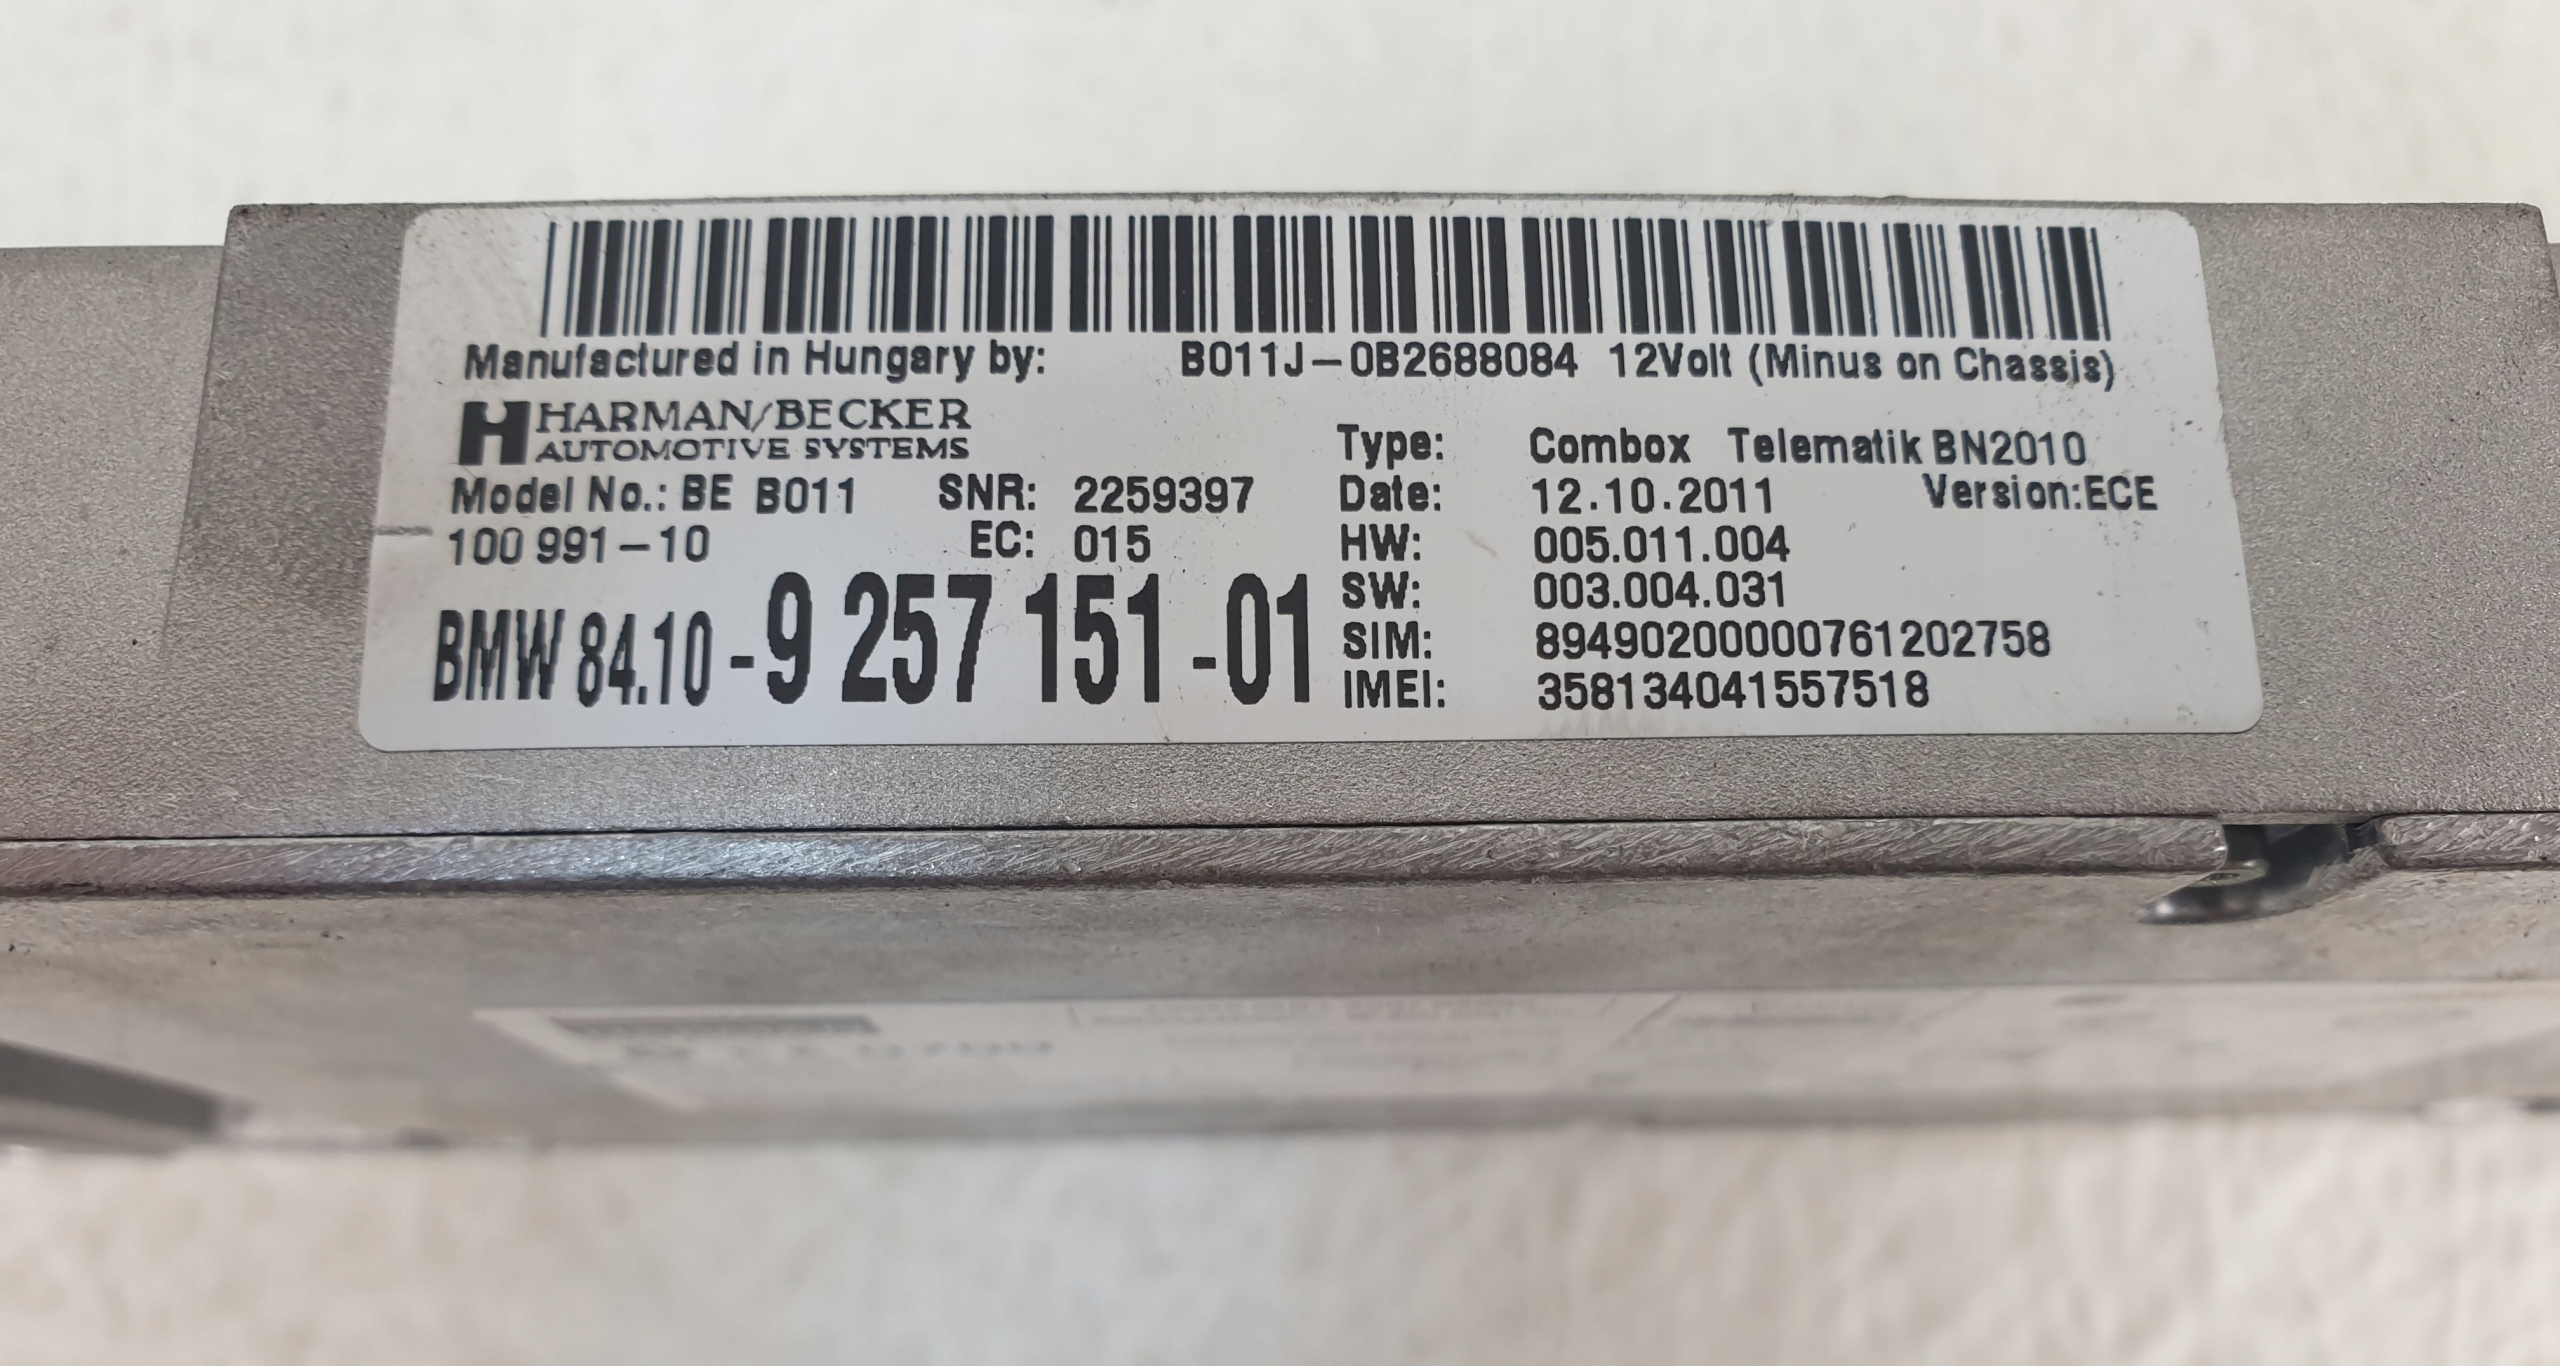 Manufactured in Hungary by: B011J-0B2688084 12Volt (Minus on Chassis)
HARMAN/BECKER
AUTOMOTIVE SYSTEMS
Type: Combox Telematik BN2010
Model No.: BE B011 SNR: 2259397 Date: 12.10.2011 Version:ECE
100 991-10 EC: 015 HW: 005.011.004
SW: 003.004.031
BMW 84.10-9 257 151-01 SIM: 89490200000761202758
IMEI: 358134041557518